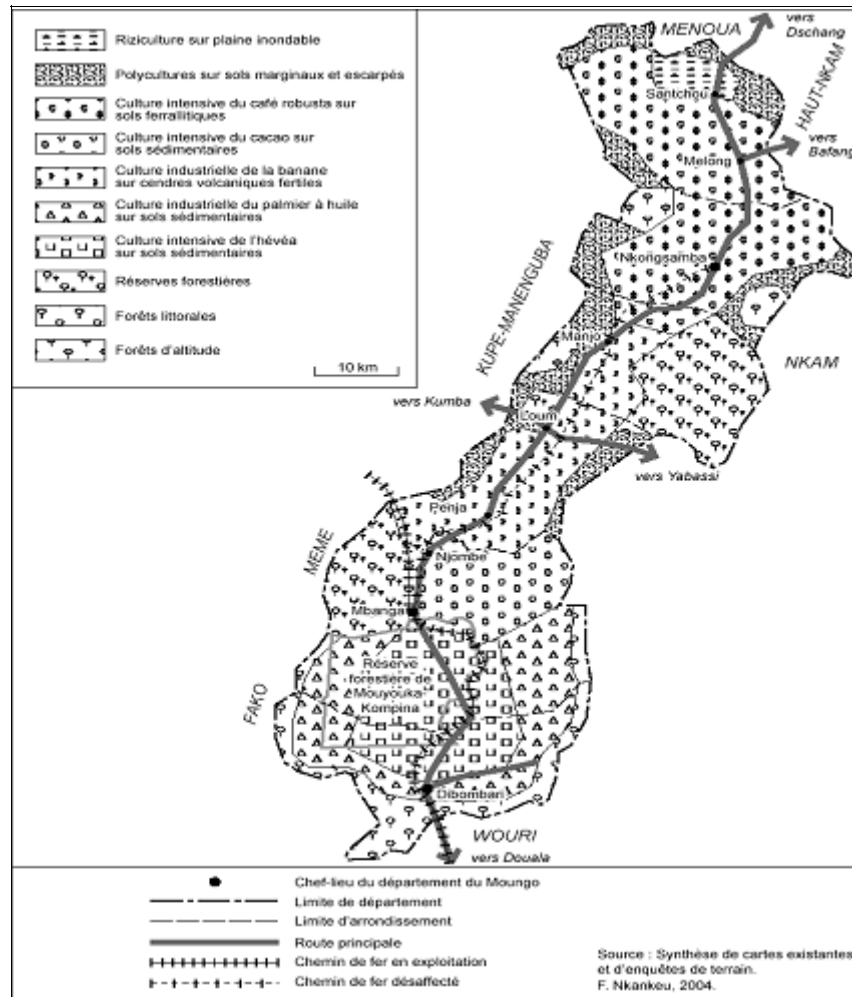 Riziculture sur plaine inondable
Polycultures sur sols marginaux et escarpés
Culture intensive du café robusta sur
sols ferrallitiques
Culture intensive du cacao sur
sols sédimentaires
Culture industrielle de la banane
sur cendres volcaniques fertiles
Culture industrielle du palmier à huile
sur sols sédimentaires
Culture intensive de l'hévéa
sur sols sédimentaires
Réserves forestières
Forêts littorales
Forêts d'altitude
10 km
MENOUA
vers
Dschang
Santchou
HAUT-NKAM
vers
Bafang
Melong
Nkongsamba
KUPE-MANENGUBA
Manjo
NKAM
vers Kumba
Loum
vers Yabassi
Penja
MEME
Njombe
Mbanga
Réserve
forestière de
Mouyouka-
Kompina
FAKO
Dibombari
WOURI
vers Douala
Chef-lieu du département du Moungo
Limite de département
Limite d'arrondissement
Route principale
Chemin de fer en exploitation
Chemin de fer désaffecté
Source : Synthèse de cartes existantes
et d'enquêtes de terrain.
F. Nkankeu, 2004.